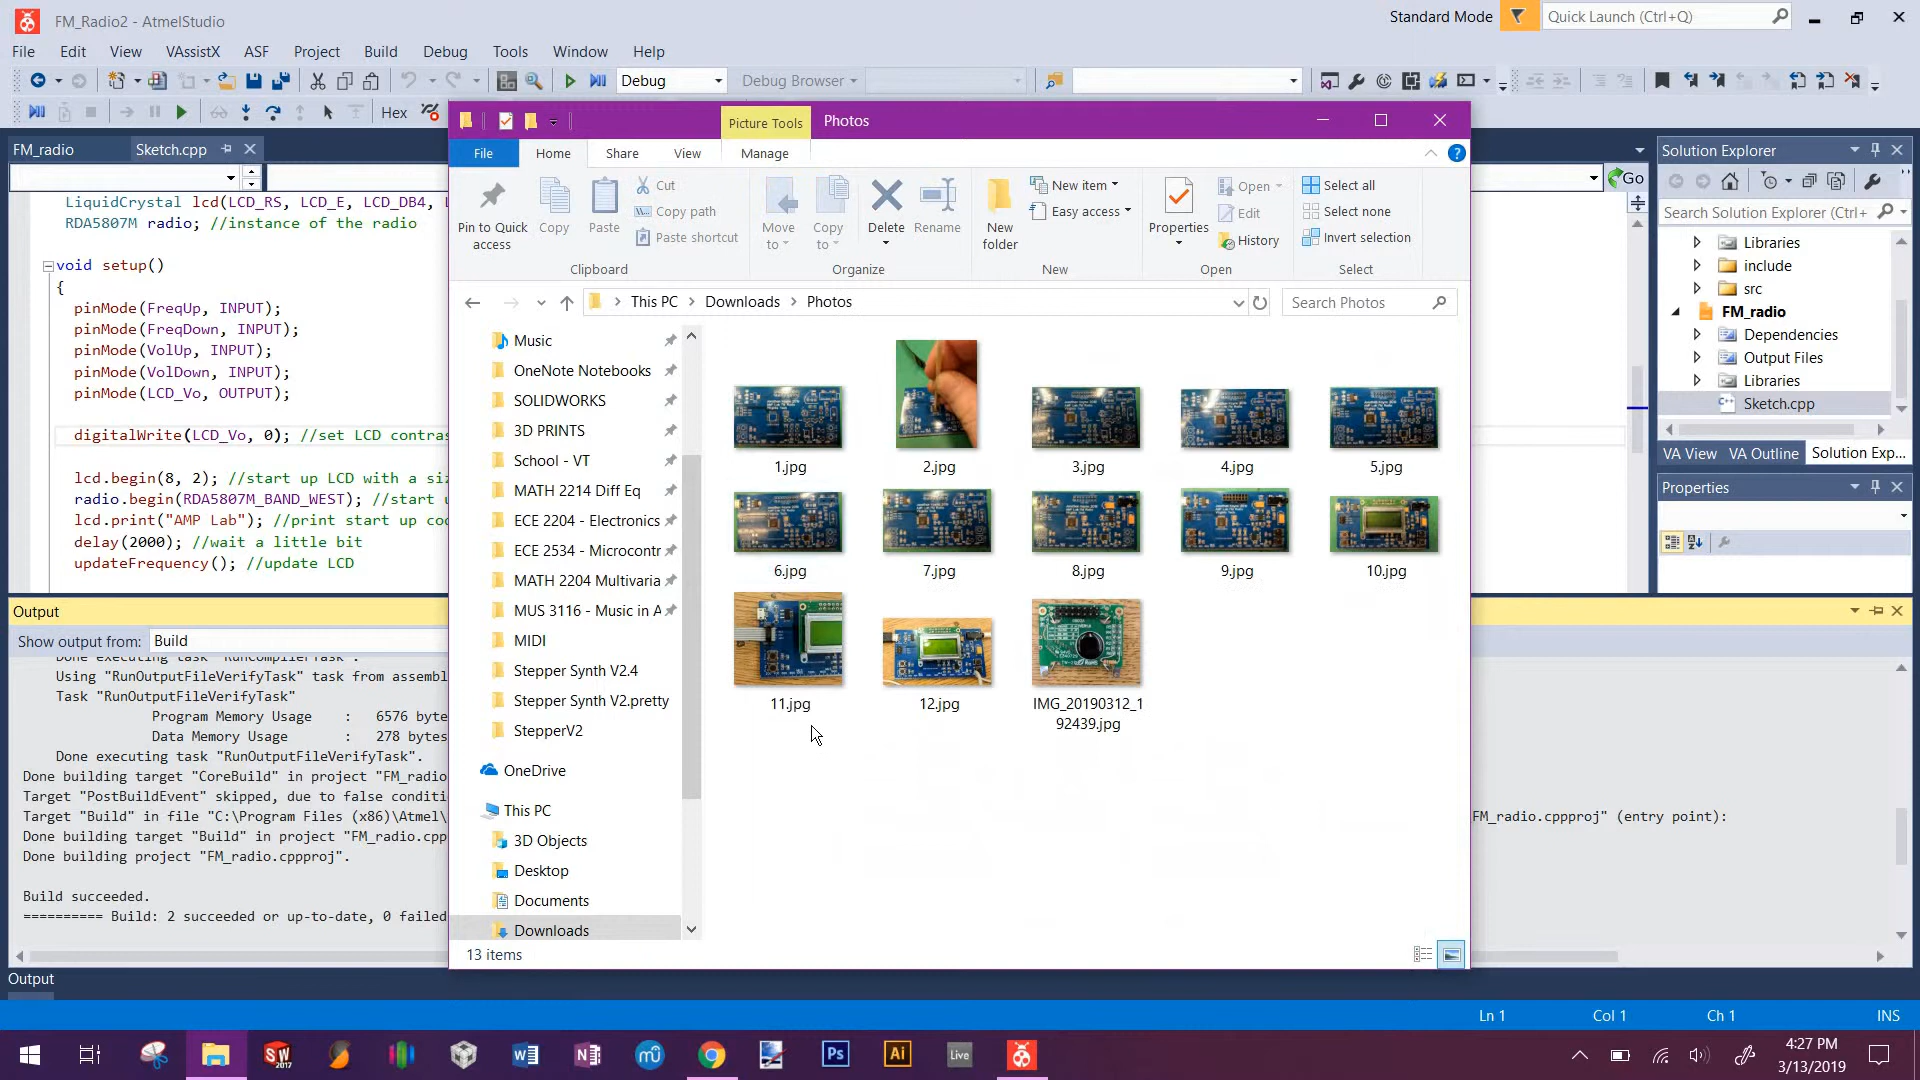 FM_Radio2 - AtmelStudio
Standard Mode
Quick Launch (Ctrl+Q)
File Edit View VAssistX ASF Project Build Debug Tools Window Help
Debug
Debug Browser
Hex
FM_radio
Sketch.cpp
Go
LiquidCrystal lcd(LCD_RS, LCD_E, LCD_DB4,
RDA5807M radio; //instance of the radio
void setup()
{
pinMode(FreqUp, INPUT);
pinMode(FreqDown, INPUT);
pinMode(VolUp, INPUT);
pinMode(VolDown, INPUT);
pinMode(LCD_Vo, OUTPUT);
digitalWrite(LCD_Vo, 0); //set LCD contras
lcd.begin(8, 2); //start up LCD with a si
radio.begin(RDA5807M_BAND_WEST); //start u
lcd.print("AMP Lab"); //print start up co
delay(2000); //wait a little bit
updateFrequency(); //update LCD
Output
Show output from: Build
Done executing task "RunCompilerTask".
Using "RunOutputFileVerifyTask" task from assembl
Task "RunOutputFileVerifyTask"
Program Memory Usage : 6576 bytes
Data Memory Usage : 278 bytes
Done executing task "RunOutputFileVerifyTask".
Done building target "CoreBuild" in project "FM_radio
Target "PostBuildEvent" skipped, due to false conditi
Target "Build" in file "C:\Program Files (x86)\Atmel\
FM_radio.cppproj" (entry point):
Done building target "Build" in project "FM_radio.cpp
Done building project "FM_radio.cppproj".
Build succeeded.
========== Build: 2 succeeded or up-to-date, 0 failed
Output
Picture Tools
Photos
File Home Share View Manage
Pin to Quick access
Copy
Paste
Cut
Copy path
Paste shortcut
Clipboard
Move to
Copy to
Delete
Rename
Organize
New folder
New item
Easy access
New
Properties
Open
Edit
History
Open
Select all
Select none
Invert selection
Select
This PC > Downloads > Photos
Search Photos
Music
OneNote Notebooks
SOLIDWORKS
3D PRINTS
School - VT
MATH 2214 Diff Eq
ECE 2204 - Electronics
ECE 2534 - Microcontr
MATH 2204 Multivaria
MUS 3116 - Music in A
MIDI
Stepper Synth V2.4
Stepper Synth V2.pretty
StepperV2
OneDrive
This PC
3D Objects
Desktop
Documents
Downloads
1.jpg
2.jpg
3.jpg
4.jpg
5.jpg
6.jpg
7.jpg
8.jpg
9.jpg
10.jpg
11.jpg
12.jpg
IMG_20190312_1
92439.jpg
13 items
Solution Explorer
Search Solution Explorer (Ctrl+
Libraries
include
src
FM_radio
Dependencies
Output Files
Libraries
Sketch.cpp
VA View VA Outline Solution Exp...
Properties
Ln 1 Col 1 Ch 1 INS
SW
2017
Ps
Ai
Live
4:27 PM
3/13/2019